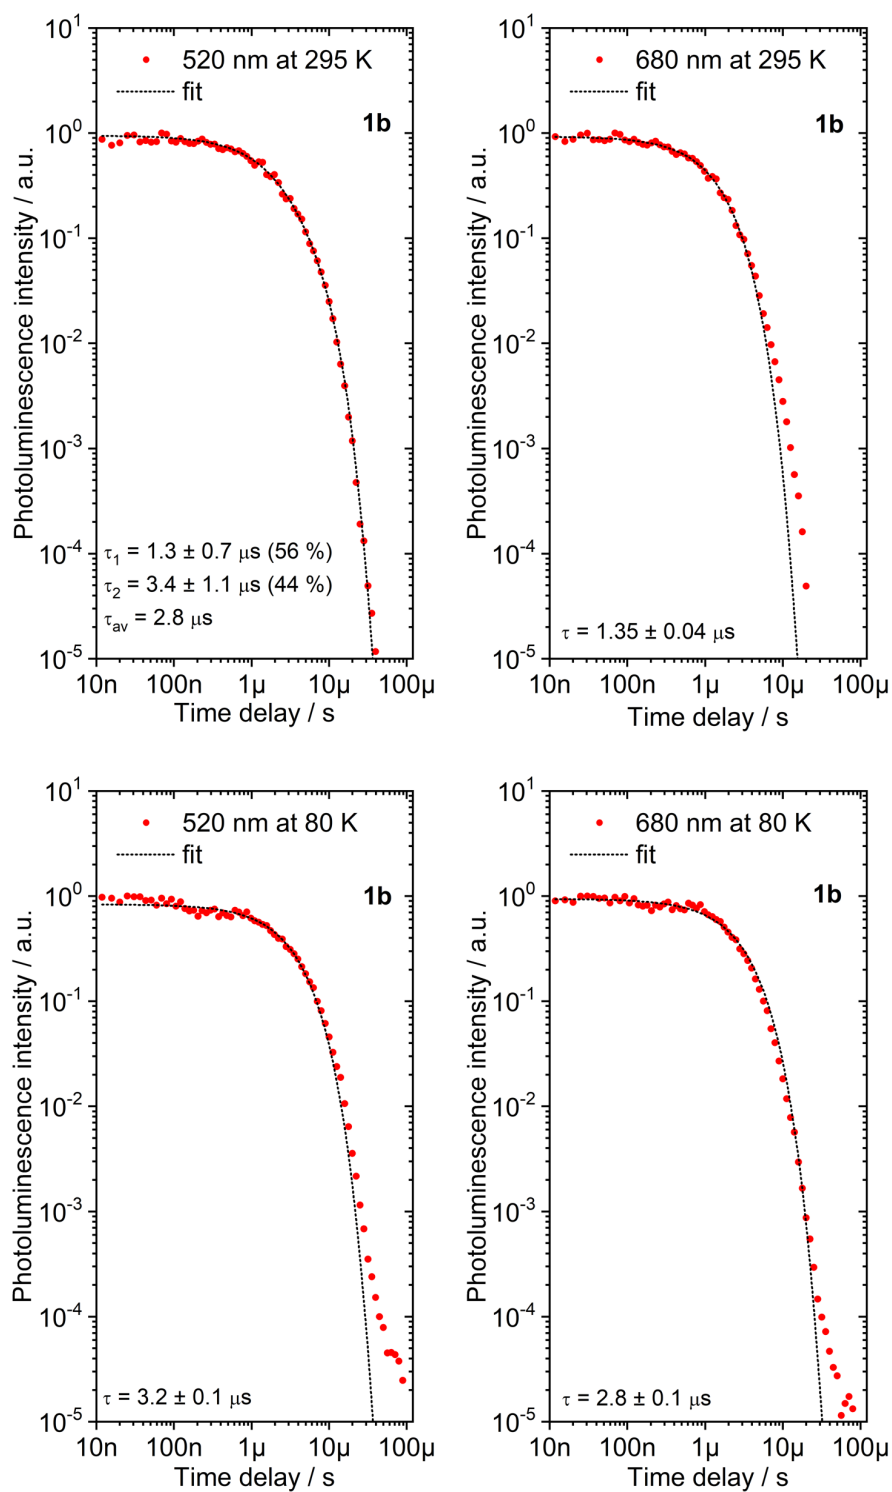 10^1
520 nm at 295 K
fit
1b
10^0
10^-1
10^-2
10^-3
10^-4
10^-5
τ_1 = 1.3 ± 0.7 μs (56 %)
τ_2 = 3.4 ± 1.1 μs (44 %)
τ_av = 2.8 μs
Photoluminescence intensity / a.u.
10n 100n 1μ 10μ 100μ
Time delay / s
10^1
680 nm at 295 K
fit
1b
10^0
10^-1
10^-2
10^-3
10^-4
10^-5
τ = 1.35 ± 0.04 μs
Photoluminescence intensity / a.u.
10n 100n 1μ 10μ 100μ
Time delay / s
10^1
520 nm at 80 K
fit
1b
10^0
10^-1
10^-2
10^-3
10^-4
10^-5
τ = 3.2 ± 0.1 μs
Photoluminescence intensity / a.u.
10n 100n 1μ 10μ 100μ
Time delay / s
10^1
680 nm at 80 K
fit
1b
10^0
10^-1
10^-2
10^-3
10^-4
10^-5
τ = 2.8 ± 0.1 μs
Photoluminescence intensity / a.u.
10n 100n 1μ 10μ 100μ
Time delay / s